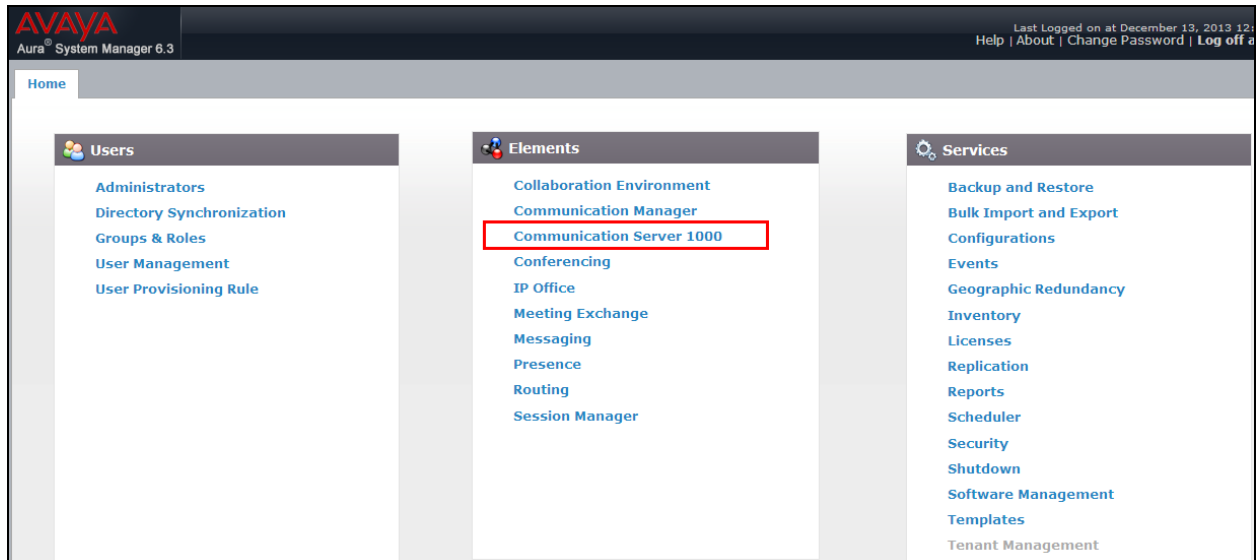 AVAYA
Aura® System Manager 6.3
Last Logged on at December 13, 2013 12:
Help | About | Change Password | Log off a
Home
Users
Administrators
Directory Synchronization
Groups & Roles
User Management
User Provisioning Rule
Elements
Collaboration Environment
Communication Manager
Communication Server 1000
Conferencing
IP Office
Meeting Exchange
Messaging
Presence
Routing
Session Manager
Services
Backup and Restore
Bulk Import and Export
Configurations
Events
Geographic Redundancy
Inventory
Licenses
Replication
Reports
Scheduler
Security
Shutdown
Software Management
Templates
Tenant Management